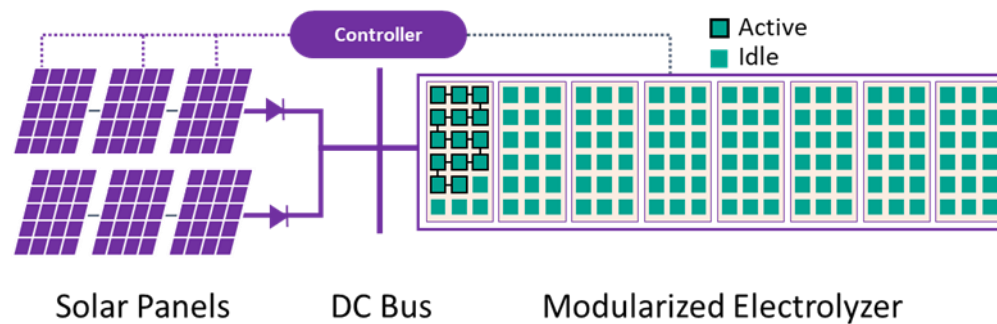 Controller
Active
Idle
Solar Panels
DC Bus
Modularized Electrolyzer